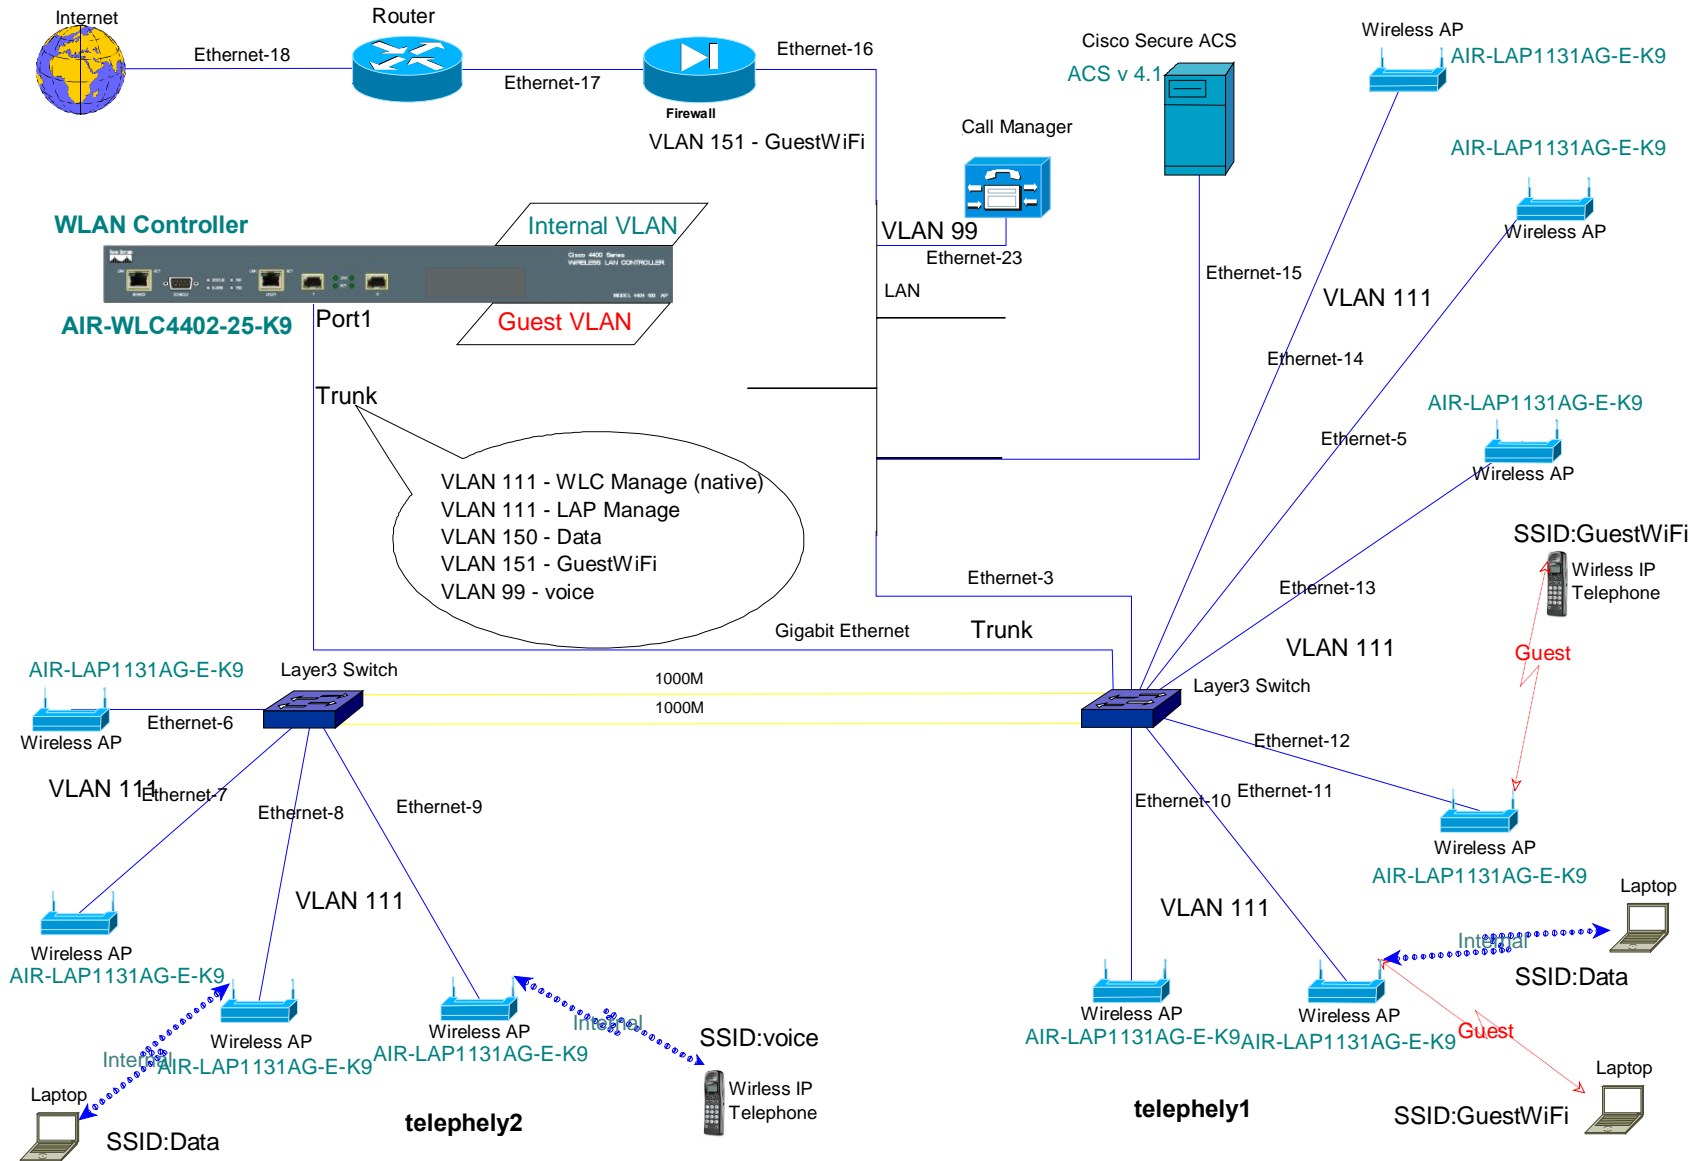 Internet
Router
Ethernet-18
Ethernet-17
Ethernet-16
Firewall
VLAN 151 - GuestWiFi
Cisco Secure ACS
ACS v 4.1
Call Manager
VLAN 99
Ethernet-23
LAN
Ethernet-15
Wireless AP
AIR-LAP1131AG-E-K9
AIR-LAP1131AG-E-K9
Wireless AP
VLAN 111
Ethernet-14
Ethernet-5
AIR-LAP1131AG-E-K9
Wireless AP
Ethernet-13
WLAN Controller
Internal VLAN
Cisco 4400 Series
WIRELESS LAN CONTROLLER
AIR-WLC4402-25-K9
Port1
Guest VLAN
Trunk
VLAN 111 - WLC Manage (native)
VLAN 111 - LAP Manage
VLAN 150 - Data
VLAN 151 - GuestWiFi
VLAN 99 - voice
Ethernet-3
Gigabit Ethernet
Trunk
SSID:GuestWiFi
Wirless IP
Telephone
Guest
VLAN 111
AIR-LAP1131AG-E-K9
Layer3 Switch
1000M
1000M
Layer3 Switch
Ethernet-6
Wireless AP
VLAN 111
Ethernet-7
Ethernet-8
Ethernet-9
Ethernet-12
Ethernet-11
Ethernet-10
Wireless AP
AIR-LAP1131AG-E-K9
VLAN 111
VLAN 111
Laptop
Internal
SSID:Data
Wireless AP
AIR-LAP1131AG-E-K9
Wireless AP
AIR-LAP1131AG-E-K9
Wireless AP
AIR-LAP1131AG-E-K9
Internal
SSID:voice
Wirless IP
Telephone
Wireless AP
AIR-LAP1131AG-E-K9
Wireless AP
AIR-LAP1131AG-E-K9
Guest
Internal
Laptop
SSID:Data
telephely2
telephely1
Laptop
SSID:GuestWiFi